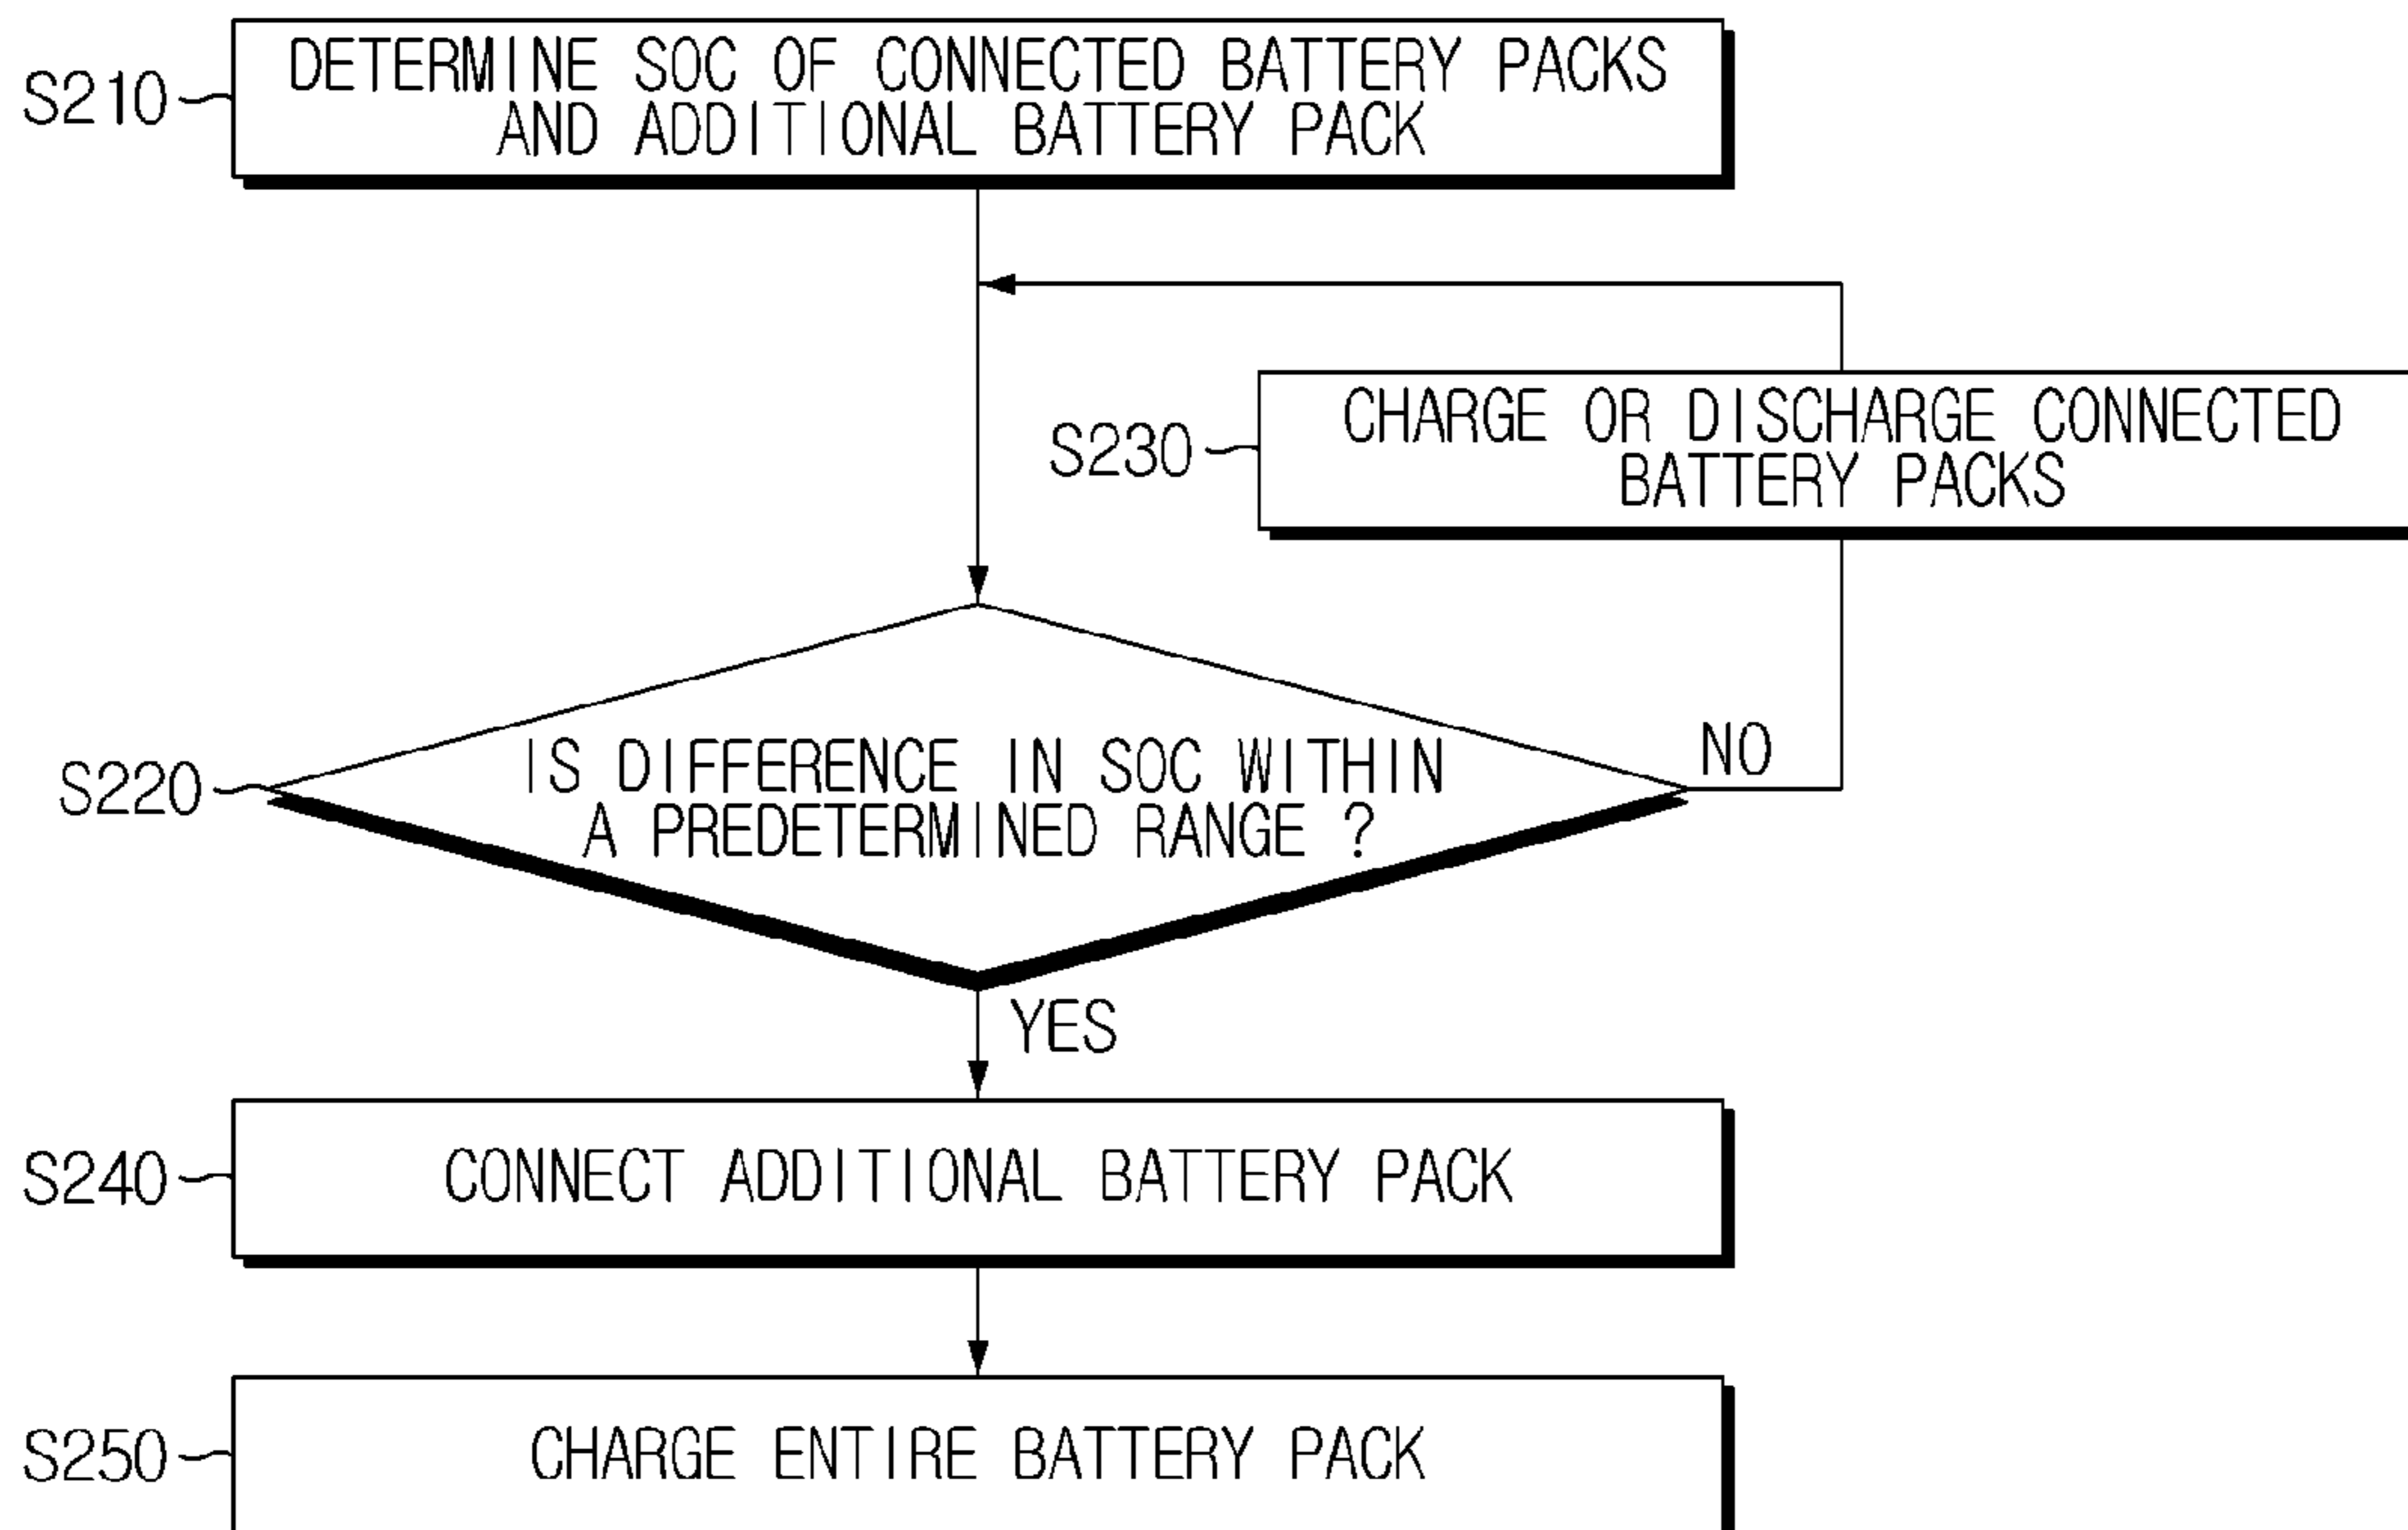 S210
DETERMINE SOC OF CONNECTED BATTERY PACKS
AND ADDITIONAL BATTERY PACK
S230
CHARGE OR DISCHARGE CONNECTED
BATTERY PACKS
S220
IS DIFFERENCE IN SOC WITHIN
A PREDETERMINED RANGE ?
NO
YES
S240
CONNECT ADDITIONAL BATTERY PACK
S250
CHARGE ENTIRE BATTERY PACK